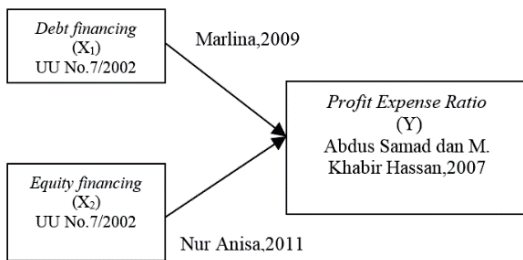 Debt financing
(X₁)
UU No.7/2002
Marlina,2009
Profit Expense Ratio
(Y)
Abdus Samad dan M.
Khabir Hassan,2007
Equity financing
(X₂)
UU No.7/2002
Nur Anisa,2011